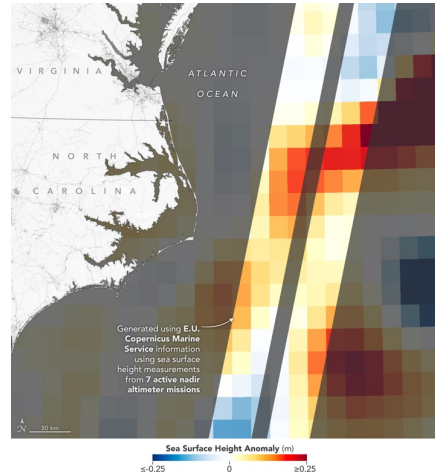 VIRGINIA
ATLANTIC
OCEAN
NORTH
CAROLINA
Generated using E.U.
Copernicus Marine
Service information
using sea surface
height measurements
from 7 active nadir
altimeter missions
N
50 km
Sea Surface Height Anomaly (m)
≤-0.25 0 ≥0.25